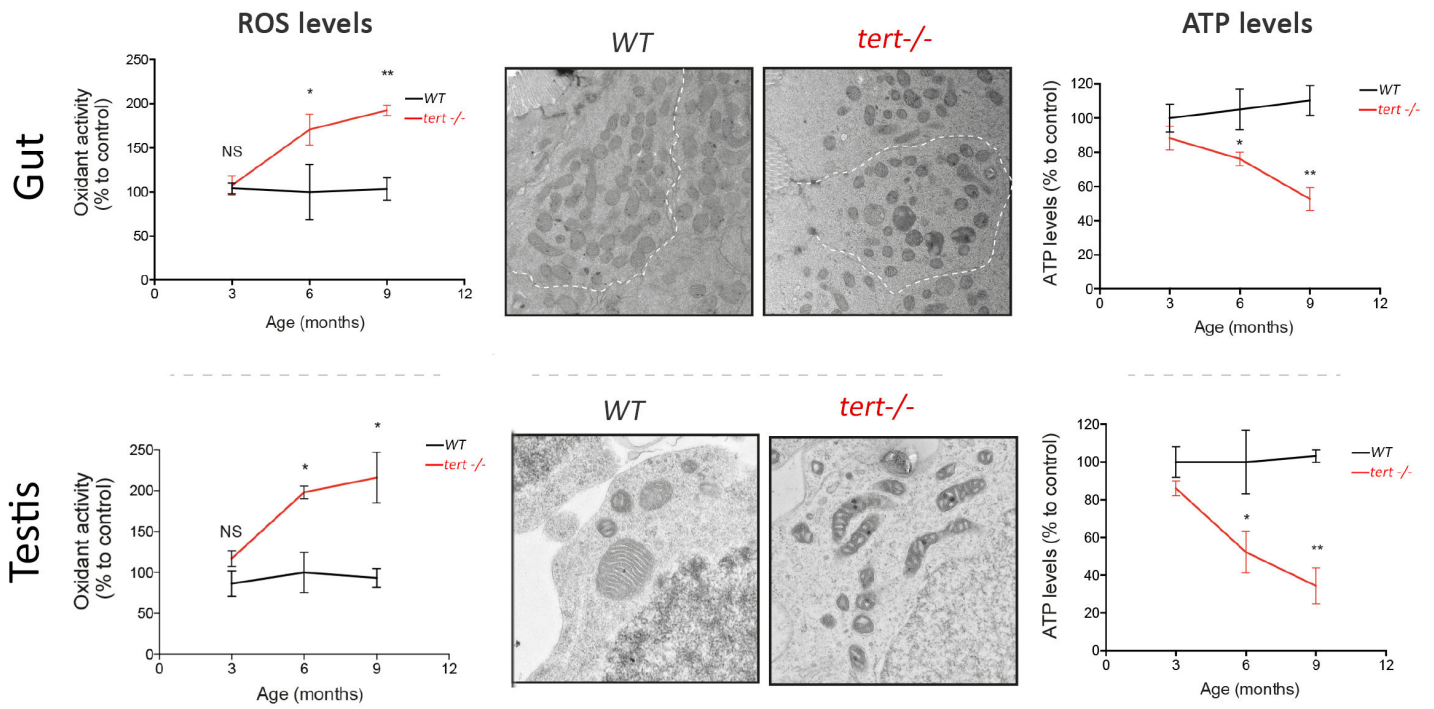 ROS levels
WT
tert-/-
ATP levels
Gut
Oxidant activity
(% to control)
250
200
150
100
50
0
0
3
6
9
12
Age (months)
NS
*
**
WT
tert -/-
ATP levels (% to control)
120
100
80
60
40
20
0
0
3
6
9
12
Age (months)
*
**
WT
tert -/-
Testis
WT
tert-/-
Oxidant activity
(% to control)
250
200
150
100
50
0
0
3
6
9
12
Age (months)
NS
*
*
WT
tert -/-
ATP levels (% to control)
120
100
80
60
40
20
0
0
3
6
9
12
Age (months)
*
**
WT
tert -/-